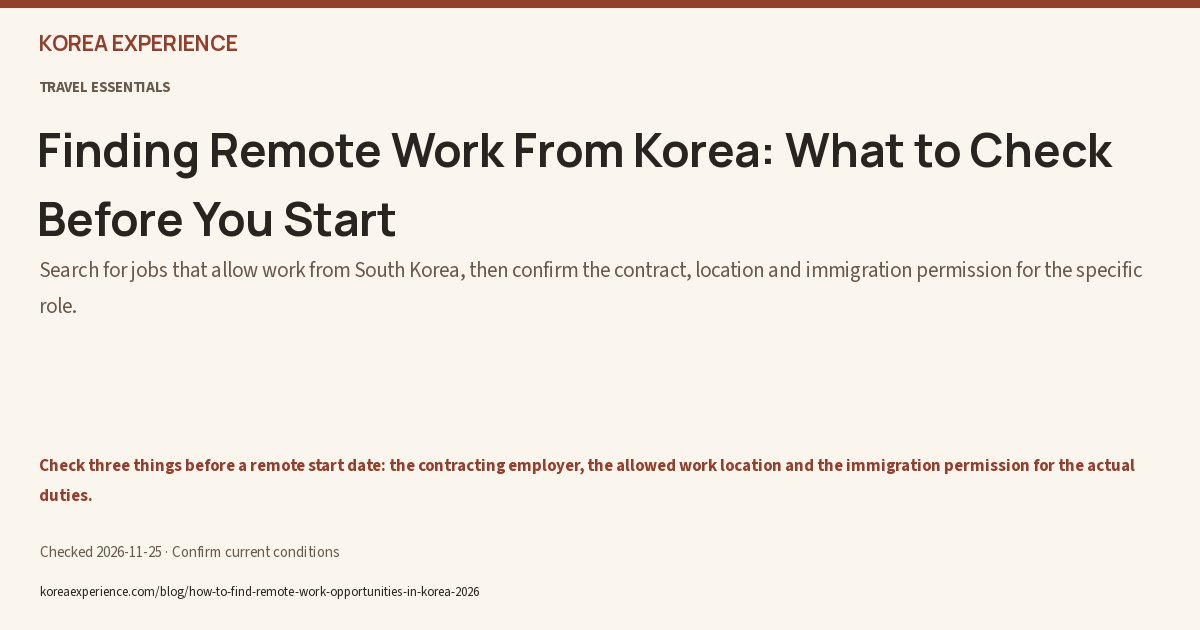 KOREA EXPERIENCE
TRAVEL ESSENTIALS
Finding Remote Work From Korea: What to Check
Before You Start
Search for jobs that allow work from South Korea, then confirm the contract, location and immigration permission for the specific
role.
Check three things before a remote start date: the contracting employer, the allowed work location and the immigration permission for the actual
duties.
Checked 2026-11-25 · Confirm current conditions
koreaexperience.com/blog/how-to-find-remote-work-opportunities-in-korea-2026